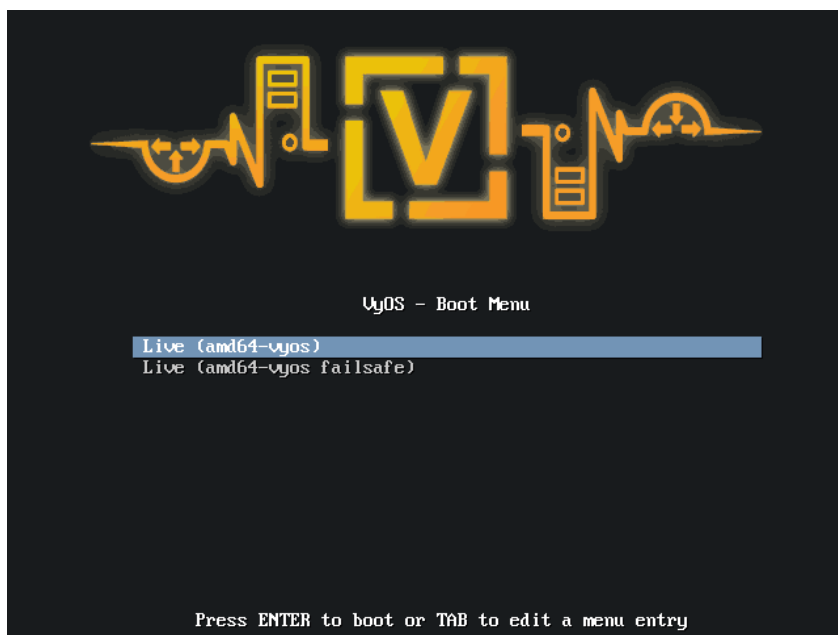 V
VyOS - Boot Menu
Live (amd64-vyos)
Live (amd64-vyos failsafe)
Press ENTER to boot or TAB to edit a menu entry